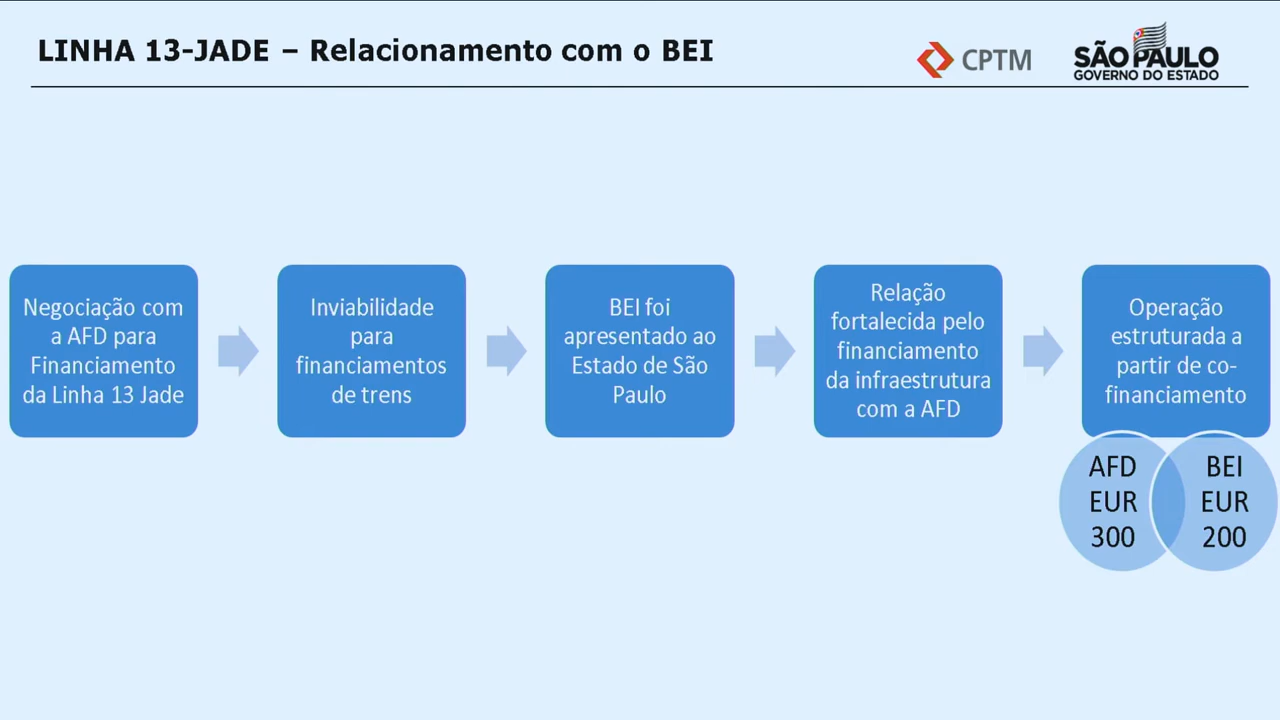 LINHA 13-JADE – Relacionamento com o BEI
CPTM
SÃO PAULO
GOVERNO DO ESTADO
Negociação com
a AFD para
Financiamento
da Linha 13 Jade
Inviabilidade
para
financiamentos
de trens
BEI foi
apresentado ao
Estado de São
Paulo
Relação
fortalecida pelo
financiamento
da infraestrutura
com a AFD
Operação
estruturada a
partir de co-
financiamento
AFD
EUR
300
BEI
EUR
200